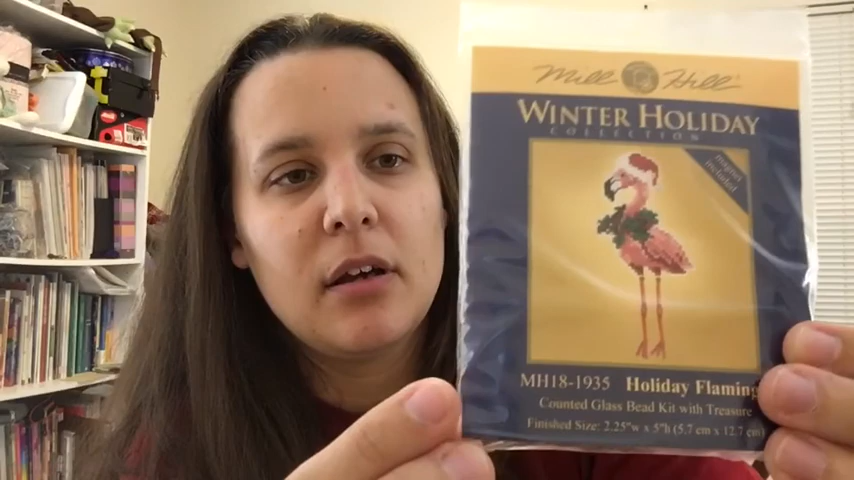 Mill Hill
WINTER HOLIDAY
COLLECTION
magnet
included
MH18-1935 Holiday Flaming
Counted Glass Bead Kit with Treasure
Finished Size: 2.25"w x 5"h (5.7 cm x 12.7 cm)